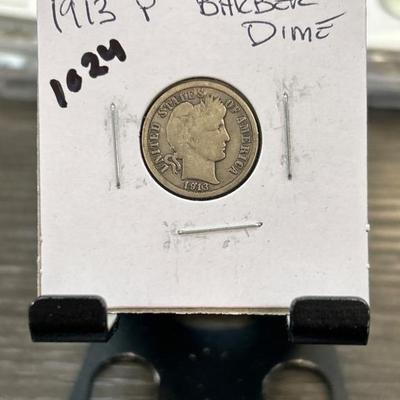 1913 P BARBER
DIME
1024
UNITED STATES OF AMERICA
1913